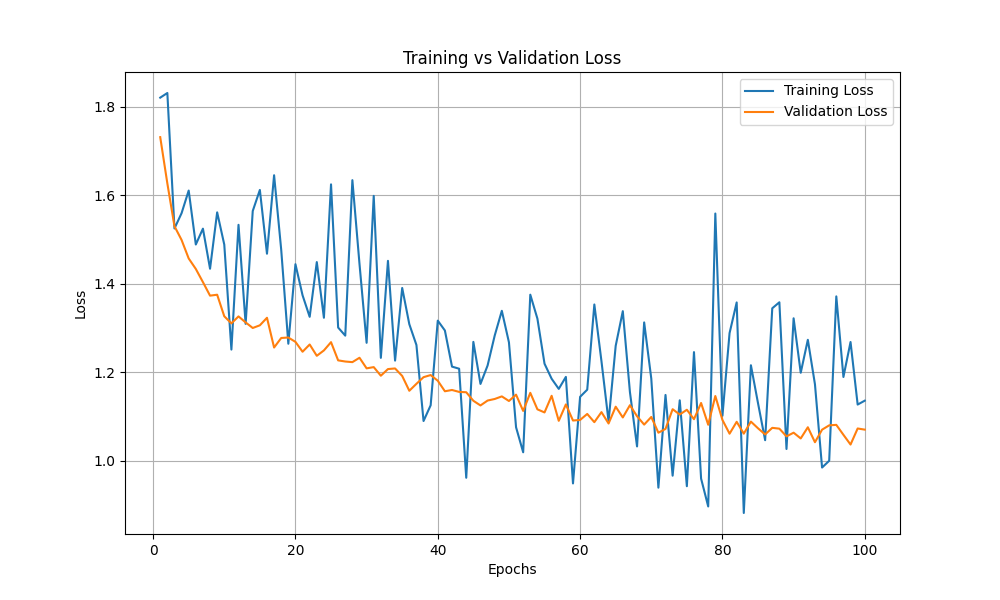 Training vs Validation Loss
Training Loss
Validation Loss
1.8
1.6
1.4
1.2
1.0
Loss
0 20 40 60 80 100
Epochs